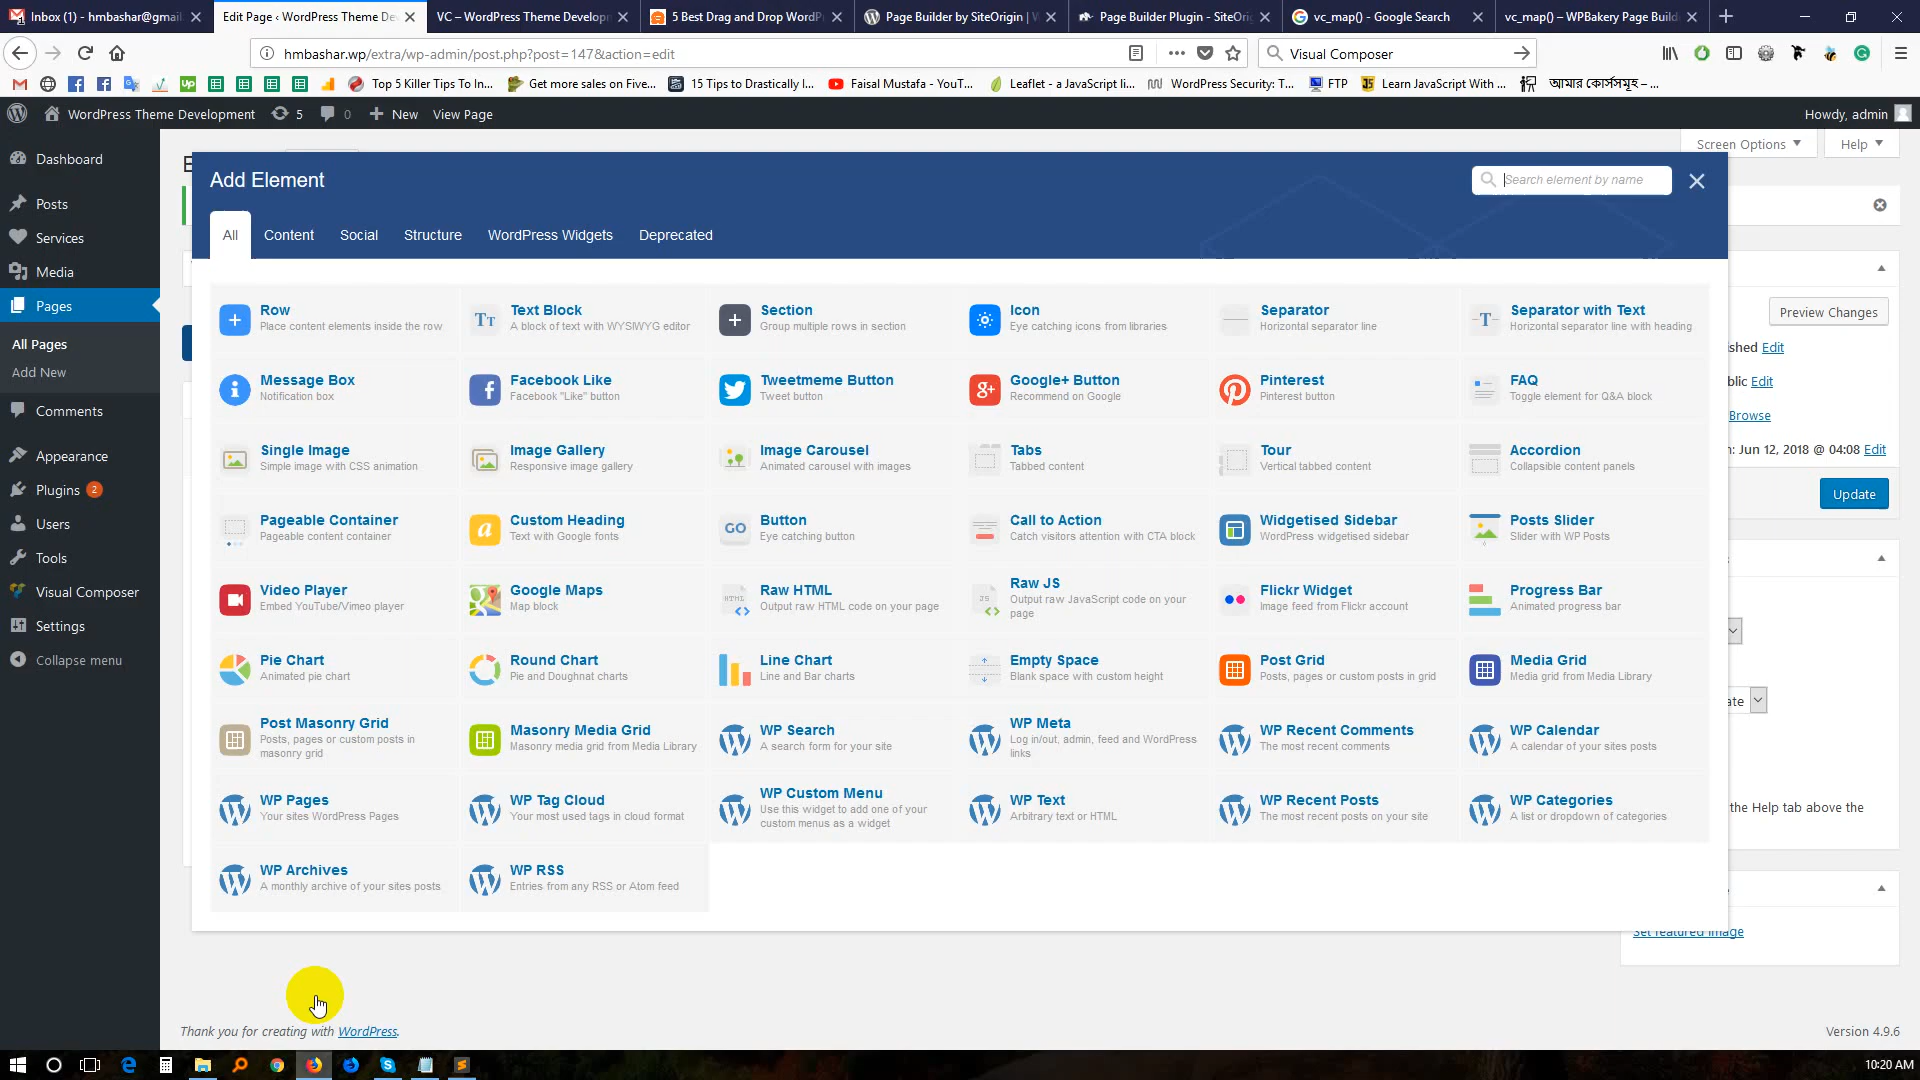 Inbox (1) - hmbashar@gmail
Edit Page ‹ WordPress Theme De
VC – WordPress Theme Develop
5 Best Drag and Drop WordP
Page Builder by SiteOrigin |
Page Builder Plugin - SiteOri
vc_map() - Google Search
vc_map() – WPBakery Page Build
hmbashar.wp/extra/wp-admin/post.php?post=147&action=edit
Visual Composer
Top 5 Killer Tips To In...
Get more sales on Five...
15 Tips to Drastically I...
Faisal Mustafa - YouT...
Leaflet - a JavaScript li...
WordPress Security: T...
FTP
Learn JavaScript With ...
আমার কোর্সসমূহ – ...
WordPress Theme Development
5
0
New
View Page
Howdy, admin
Dashboard
Posts
Services
Media
Pages
All Pages
Add New
Comments
Appearance
Plugins 2
Users
Tools
Visual Composer
Settings
Collapse menu
Screen Options
Help
Add Element
Search element by name
All
Content
Social
Structure
WordPress Widgets
Deprecated
Row
Place content elements inside the row
Text Block
A block of text with WYSIWYG editor
Section
Group multiple rows in section
Icon
Eye catching icons from libraries
Separator
Horizontal separator line
Separator with Text
Horizontal separator line with heading
Message Box
Notification box
Facebook Like
Facebook "Like" button
Tweetmeme Button
Tweet button
Google+ Button
Recommend on Google
Pinterest
Pinterest button
FAQ
Toggle element for Q&A block
Single Image
Simple image with CSS animation
Image Gallery
Responsive image gallery
Image Carousel
Animated carousel with images
Tabs
Tabbed content
Tour
Vertical tabbed content
Accordion
Collapsible content panels
Pageable Container
Pageable content container
Custom Heading
Text with Google fonts
GO
Button
Eye catching button
Call to Action
Catch visitors attention with CTA block
Widgetised Sidebar
WordPress widgetised sidebar
Posts Slider
Slider with WP Posts
Video Player
Embed YouTube/Vimeo player
Google Maps
Map block
Raw HTML
Output raw HTML code on your page
Raw JS
Output raw JavaScript code on your
page
Flickr Widget
Image feed from Flickr account
Progress Bar
Animated progress bar
Pie Chart
Animated pie chart
Round Chart
Pie and Doughnat charts
Line Chart
Line and Bar charts
Empty Space
Blank space with custom height
Post Grid
Posts, pages or custom posts in grid
Media Grid
Media grid from Media Library
Post Masonry Grid
Posts, pages or custom posts in
masonry grid
Masonry Media Grid
Masonry media grid from Media Library
WP Search
A search form for your site
WP Meta
Log in/out, admin, feed and WordPress
links
WP Recent Comments
The most recent comments
WP Calendar
A calendar of your sites posts
WP Pages
Your sites WordPress Pages
WP Tag Cloud
Your most used tags in cloud format
WP Custom Menu
Use this widget to add one of your
custom menus as a widget
WP Text
Arbitrary text or HTML
WP Recent Posts
The most recent posts on your site
WP Categories
A list or dropdown of categories
WP Archives
A monthly archive of your sites posts
WP RSS
Entries from any RSS or Atom feed
Preview Changes
shed Edit
blic Edit
Browse
n: Jun 12, 2018 @ 04:08 Edit
Update
ate
the Help tab above the
Set featured image
Thank you for creating with WordPress.
Version 4.9.6
10:20 AM